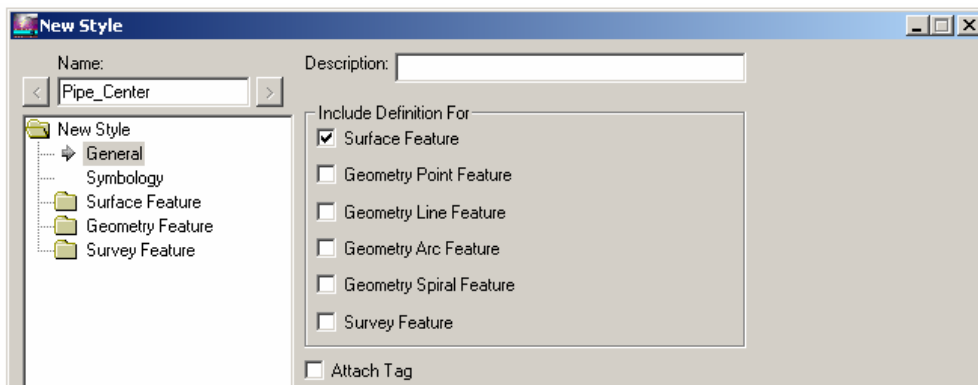 New Style
Name:
Pipe_Center
Description:
New Style
General
Symbology
Surface Feature
Geometry Feature
Survey Feature
Include Definition For
Surface Feature
Geometry Point Feature
Geometry Line Feature
Geometry Arc Feature
Geometry Spiral Feature
Survey Feature
Attach Tag